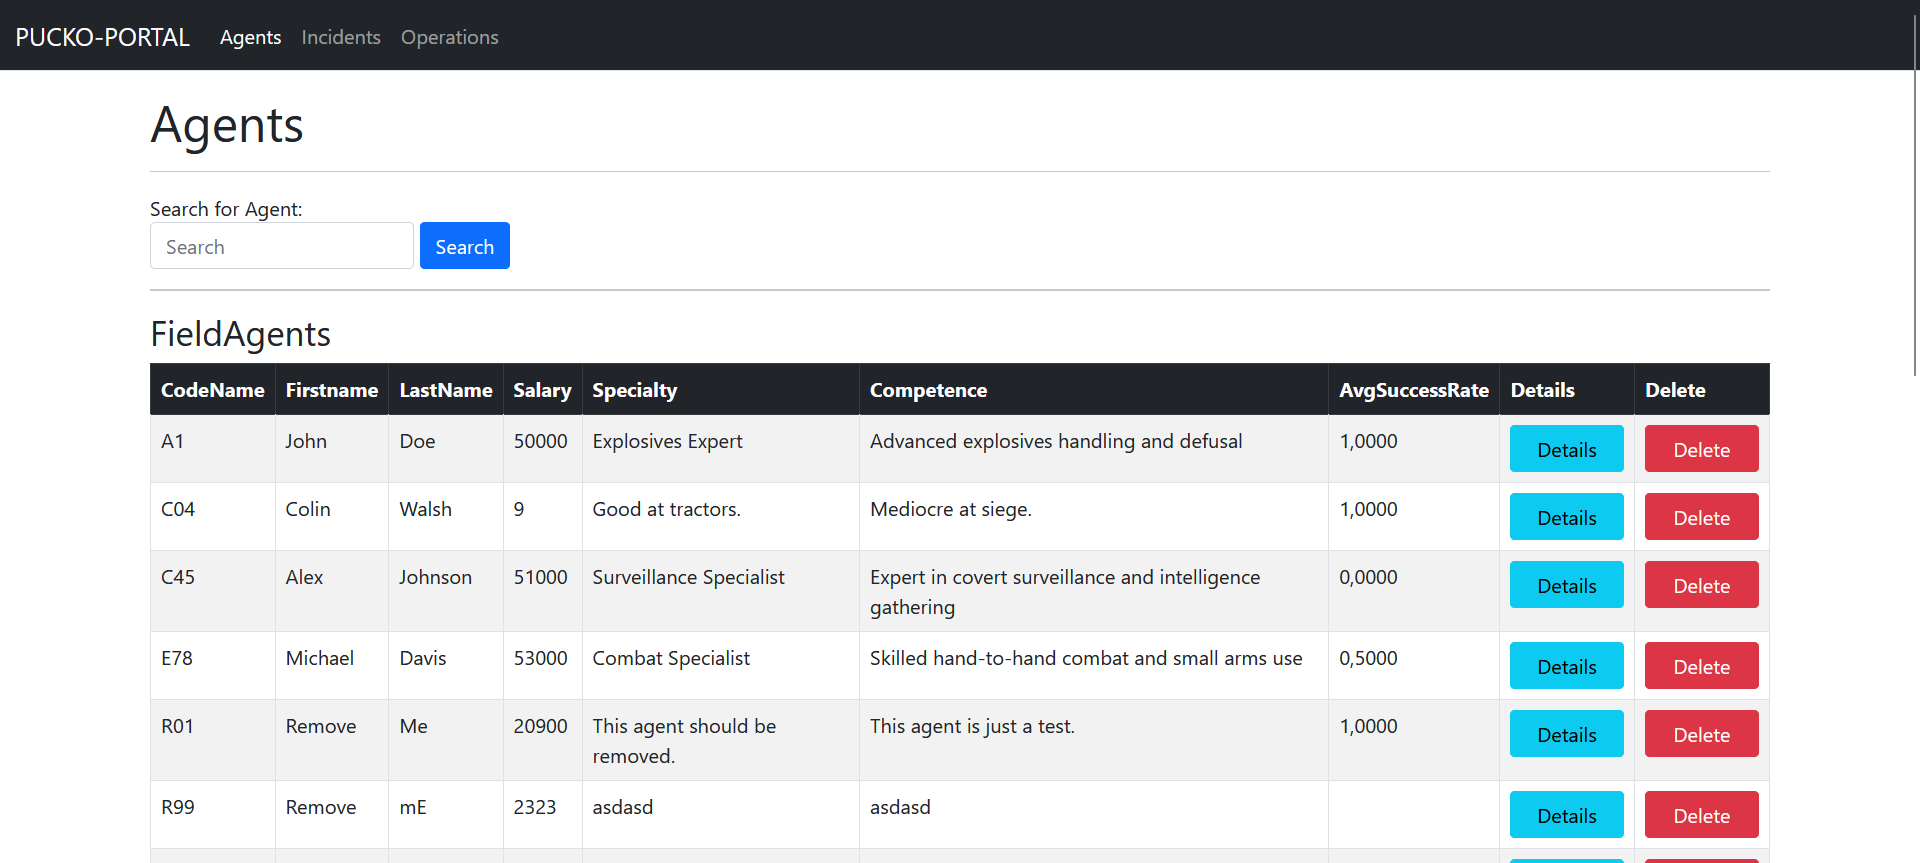 PUCKO-PORTAL Agents Incidents Operations
Agents
Search for Agent:
Search Search
FieldAgents
CodeName Firstname LastName Salary Specialty Competence AvgSuccessRate Details Delete
A1 John Doe 50000 Explosives Expert Advanced explosives handling and defusal 1,0000 Details Delete
C04 Colin Walsh 9 Good at tractors. Mediocre at siege. 1,0000 Details Delete
C45 Alex Johnson 51000 Surveillance Specialist Expert in covert surveillance and intelligence 0,0000 Details Delete
gathering
E78 Michael Davis 53000 Combat Specialist Skilled hand-to-hand combat and small arms use 0,5000 Details Delete
R01 Remove Me 20900 This agent should be This agent is just a test. 1,0000 Details Delete
removed.
R99 Remove mE 2323 asdasd asdasd Details Delete